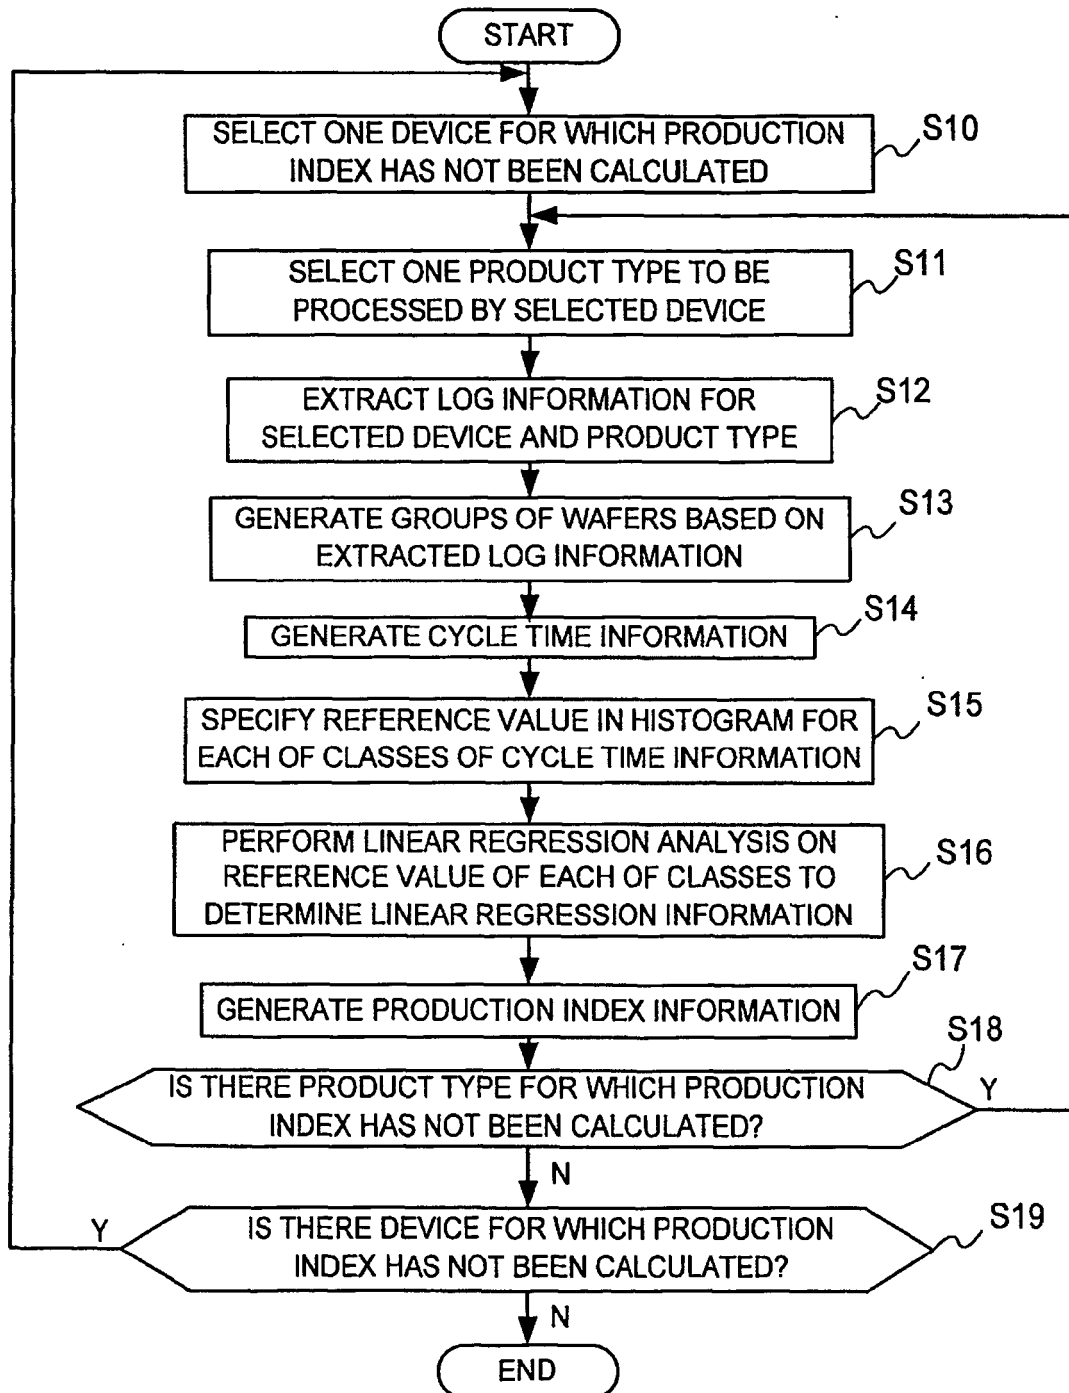 START
SELECT ONE DEVICE FOR WHICH PRODUCTION
INDEX HAS NOT BEEN CALCULATED
S10
SELECT ONE PRODUCT TYPE TO BE
PROCESSED BY SELECTED DEVICE
S11
EXTRACT LOG INFORMATION FOR
SELECTED DEVICE AND PRODUCT TYPE
S12
GENERATE GROUPS OF WAFERS BASED ON
EXTRACTED LOG INFORMATION
S13
GENERATE CYCLE TIME INFORMATION
S14
SPECIFY REFERENCE VALUE IN HISTOGRAM FOR
EACH OF CLASSES OF CYCLE TIME INFORMATION
S15
PERFORM LINEAR REGRESSION ANALYSIS ON
REFERENCE VALUE OF EACH OF CLASSES TO
DETERMINE LINEAR REGRESSION INFORMATION
S16
GENERATE PRODUCTION INDEX INFORMATION
S17
IS THERE PRODUCT TYPE FOR WHICH PRODUCTION
INDEX HAS NOT BEEN CALCULATED?
S18
Y
N
IS THERE DEVICE FOR WHICH PRODUCTION
INDEX HAS NOT BEEN CALCULATED?
S19
Y
N
END